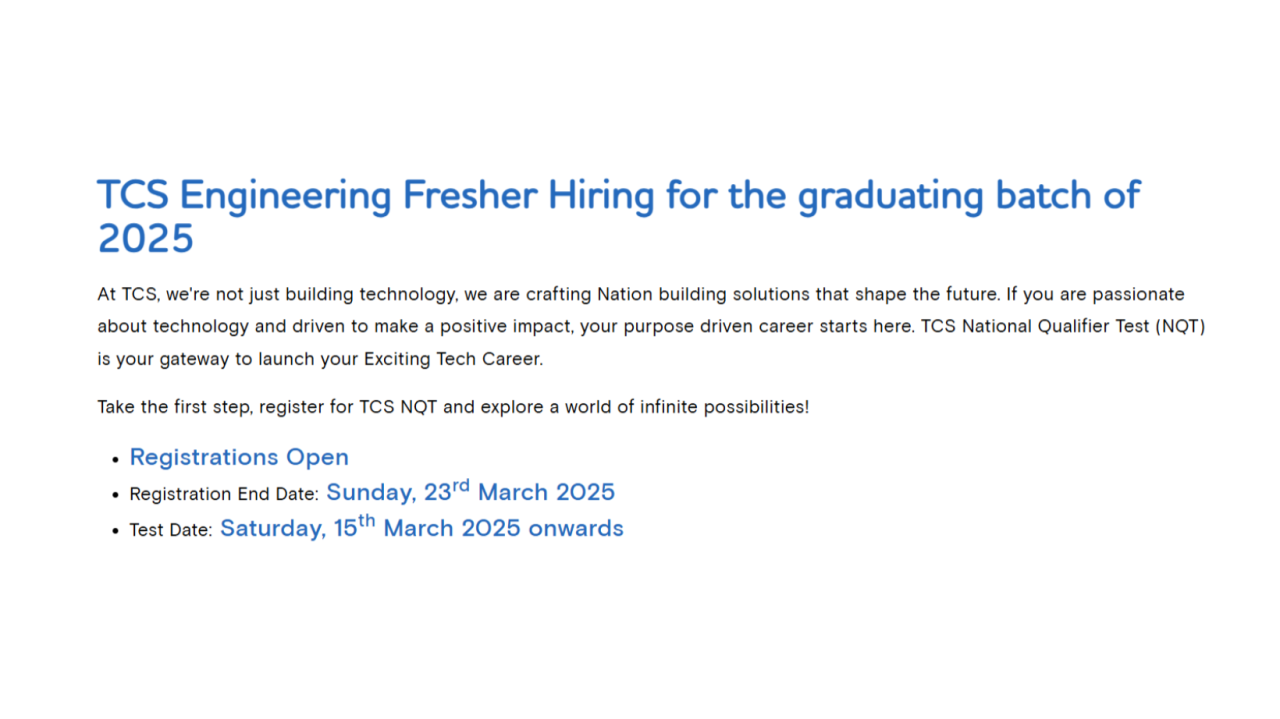 TCS Engineering Fresher Hiring for the graduating batch of
2025
At TCS, we're not just building technology, we are crafting Nation building solutions that shape the future. If you are passionate
about technology and driven to make a positive impact, your purpose driven career starts here. TCS National Qualifier Test (NQT)
is your gateway to launch your Exciting Tech Career.
Take the first step, register for TCS NQT and explore a world of infinite possibilities!
• Registrations Open
• Registration End Date: Sunday, 23rd March 2025
• Test Date: Saturday, 15th March 2025 onwards